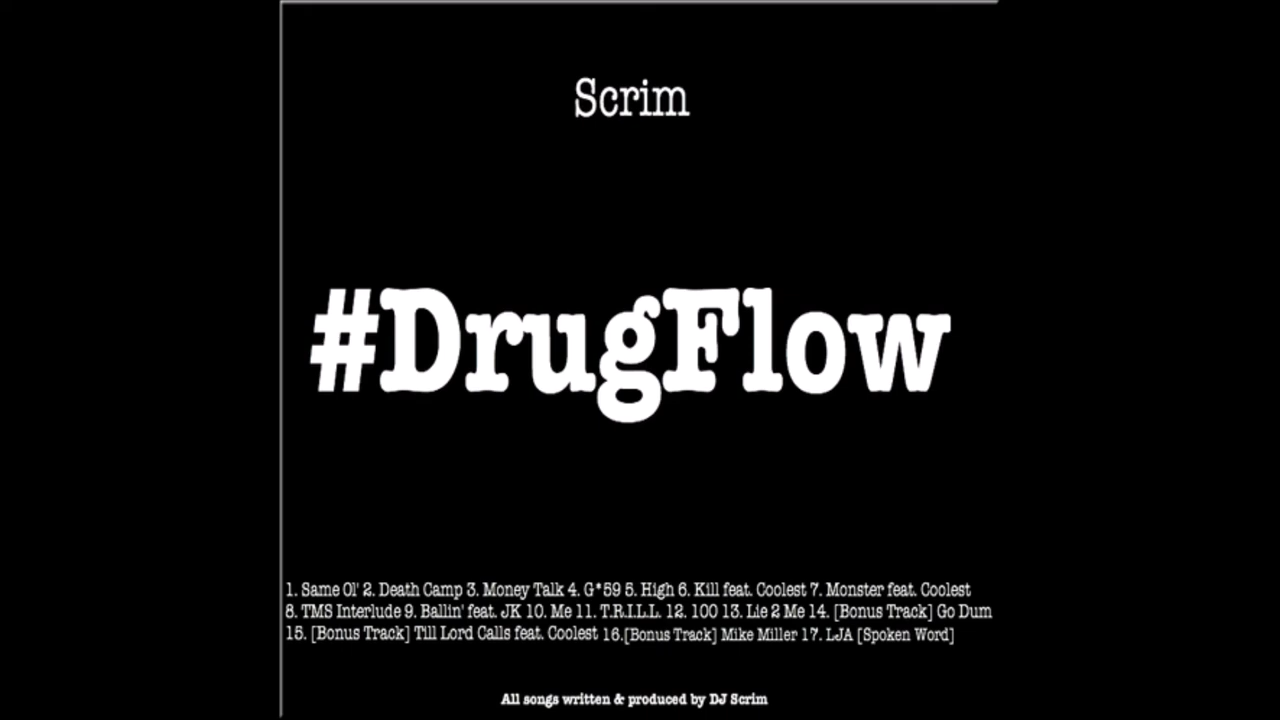 Scrim
#DrugFlow
1. Same Ol' 2. Death Camp 3. Money Talk 4. G*59 5. High 6. Kill feat. Coolest 7. Monster feat. Coolest
8. TMS Interlude 9. Ballin' feat. JK 10. Me 11. T.R.I.L.L. 12. 100 13. Lie 2 Me 14. [Bonus Track] Go Dum
15. [Bonus Track] Till Lord Calls feat. Coolest 16.[Bonus Track] Mike Miller 17. LJA [Spoken Word]
All songs written & produced by DJ Scrim